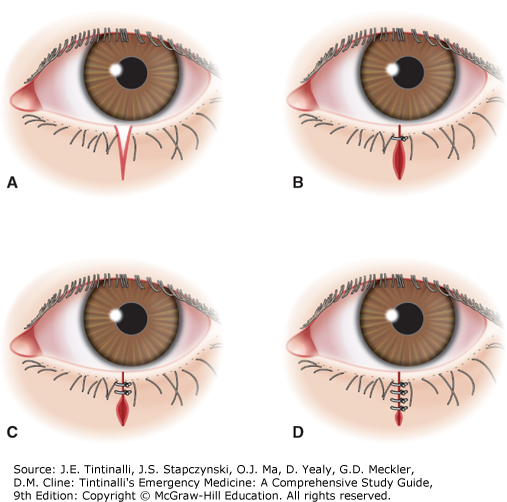 A
B
C
D
Source: J.E. Tintinalli, J.S. Stapczynski, O.J. Ma, D. Yealy, G.D. Meckler,
D.M. Cline: Tintinalli's Emergency Medicine: A Comprehensive Study Guide,
9th Edition: Copyright © McGraw-Hill Education. All rights reserved.